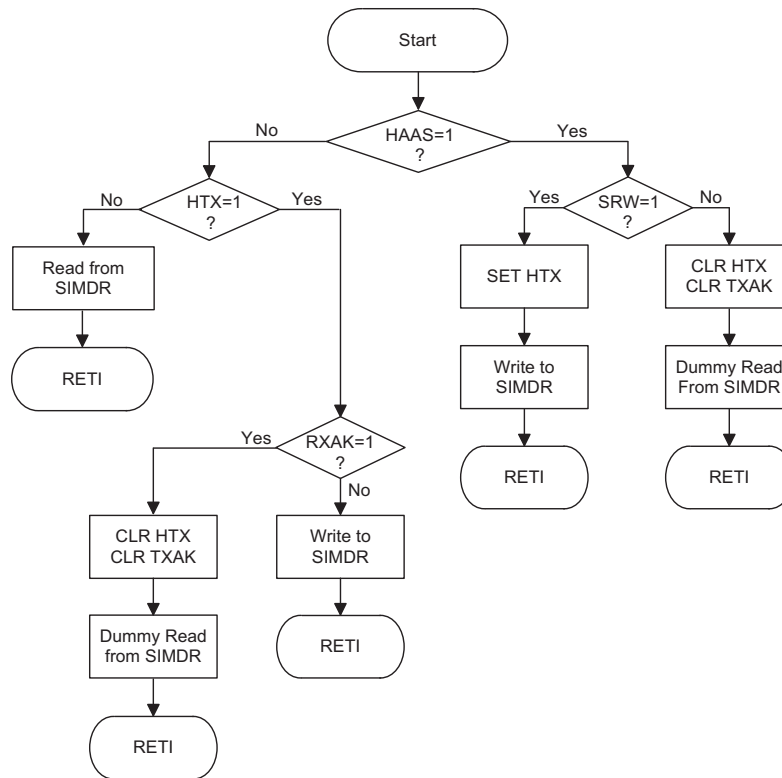 Start
HAAS=1
?
No
Yes
HTX=1
?
No
Yes
SRW=1
?
Yes
No
Read from
SIMDR
SET HTX
CLR HTX
CLR TXAK
RETI
Write to
SIMDR
Dummy Read
From SIMDR
RXAK=1
?
Yes
No
RETI
RETI
CLR HTX
CLR TXAK
Write to
SIMDR
Dummy Read
from SIMDR
RETI
RETI